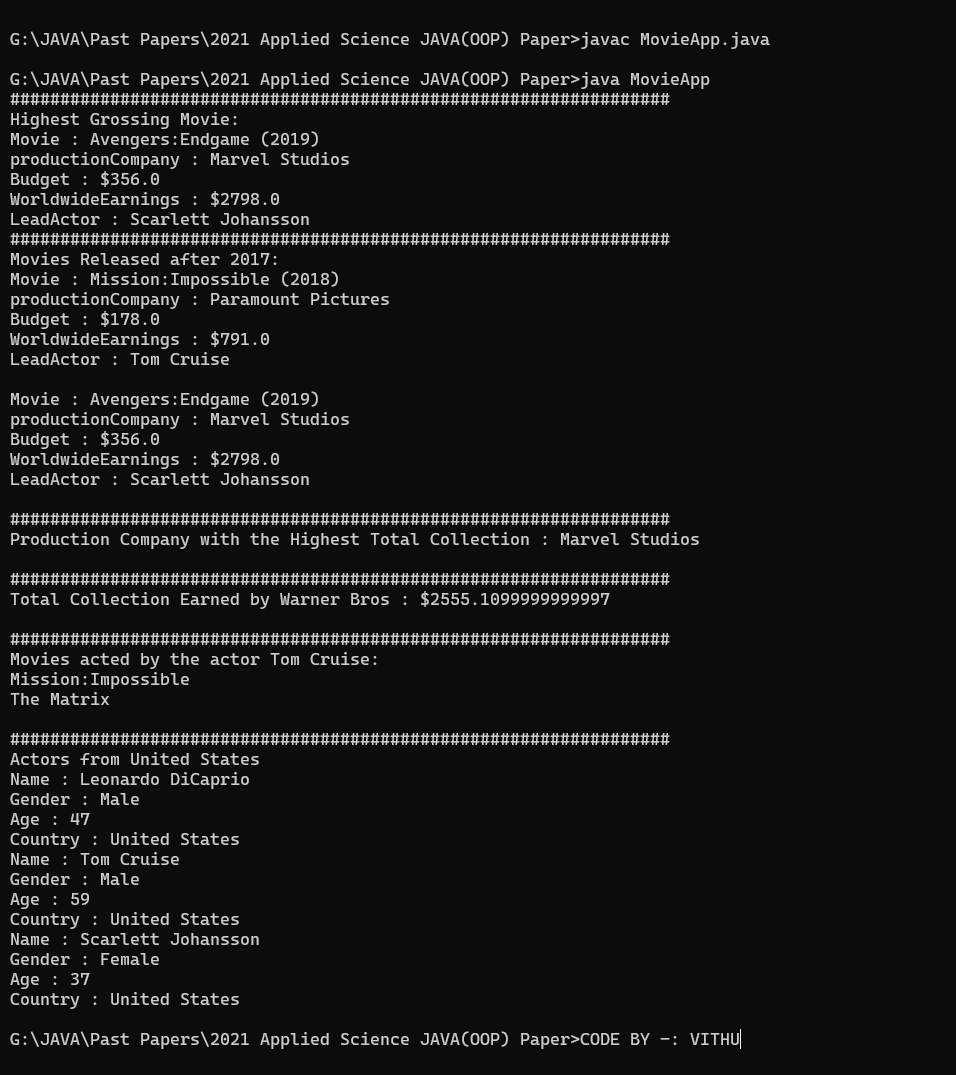 G:\JAVA\Past Papers\2021 Applied Science JAVA(OOP) Paper>javac MovieApp.java
G:\JAVA\Past Papers\2021 Applied Science JAVA(OOP) Paper>java MovieApp
##################################################################
Highest Grossing Movie:
Movie : Avengers:Endgame (2019)
productionCompany : Marvel Studios
Budget : $356.0
WorldwideEarnings : $2798.0
LeadActor : Scarlett Johansson
##################################################################
Movies Released after 2017:
Movie : Mission:Impossible (2018)
productionCompany : Paramount Pictures
Budget : $178.0
WorldwideEarnings : $791.0
LeadActor : Tom Cruise
Movie : Avengers:Endgame (2019)
productionCompany : Marvel Studios
Budget : $356.0
WorldwideEarnings : $2798.0
LeadActor : Scarlett Johansson
##################################################################
Production Company with the Highest Total Collection : Marvel Studios
##################################################################
Total Collection Earned by Warner Bros : $2555.1099999999997
##################################################################
Movies acted by the actor Tom Cruise:
Mission:Impossible
The Matrix
##################################################################
Actors from United States
Name : Leonardo DiCaprio
Gender : Male
Age : 47
Country : United States
Name : Tom Cruise
Gender : Male
Age : 59
Country : United States
Name : Scarlett Johansson
Gender : Female
Age : 37
Country : United States
G:\JAVA\Past Papers\2021 Applied Science JAVA(OOP) Paper>CODE BY -: VITHU